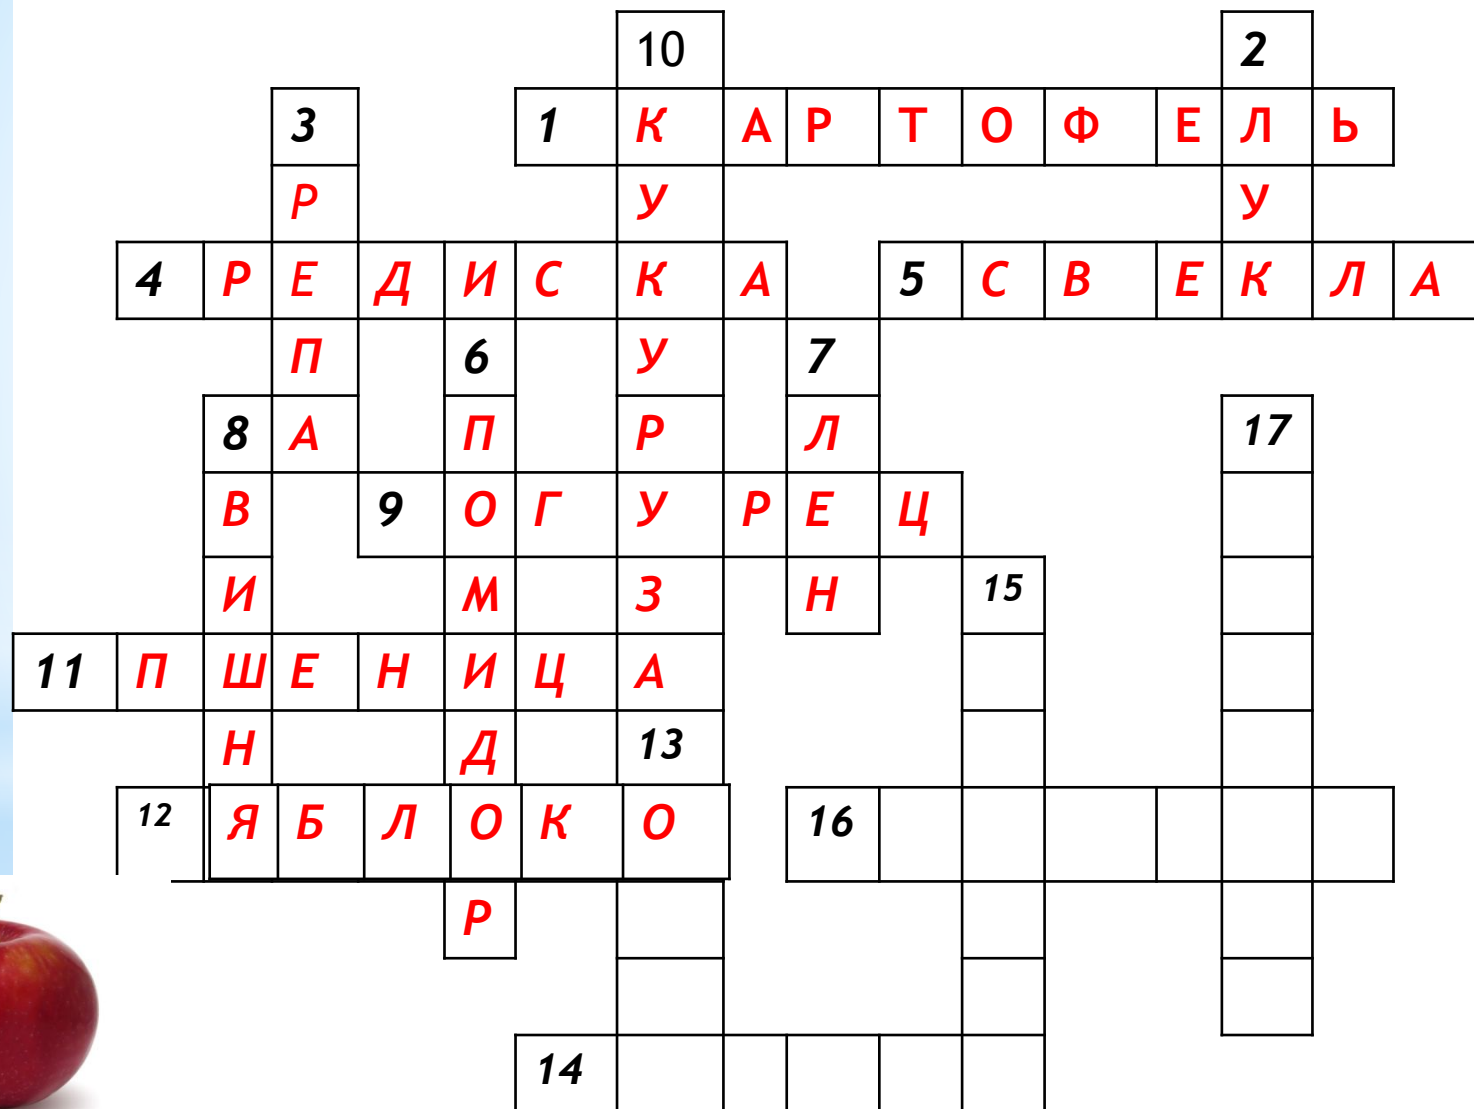 10 2
3 1 К А Р Т О Ф Е Л Ь
Р У У
4 Р Е Д И С К А 5 С В Е К Л А
П 6 У 7
8 А П Р Л 17
В 9 О Г У Р Е Ц
И М З Н 15
11 П Ш Е Н И Ц А
Н Д 13
12 Я Б Л О К О 16
Р
14